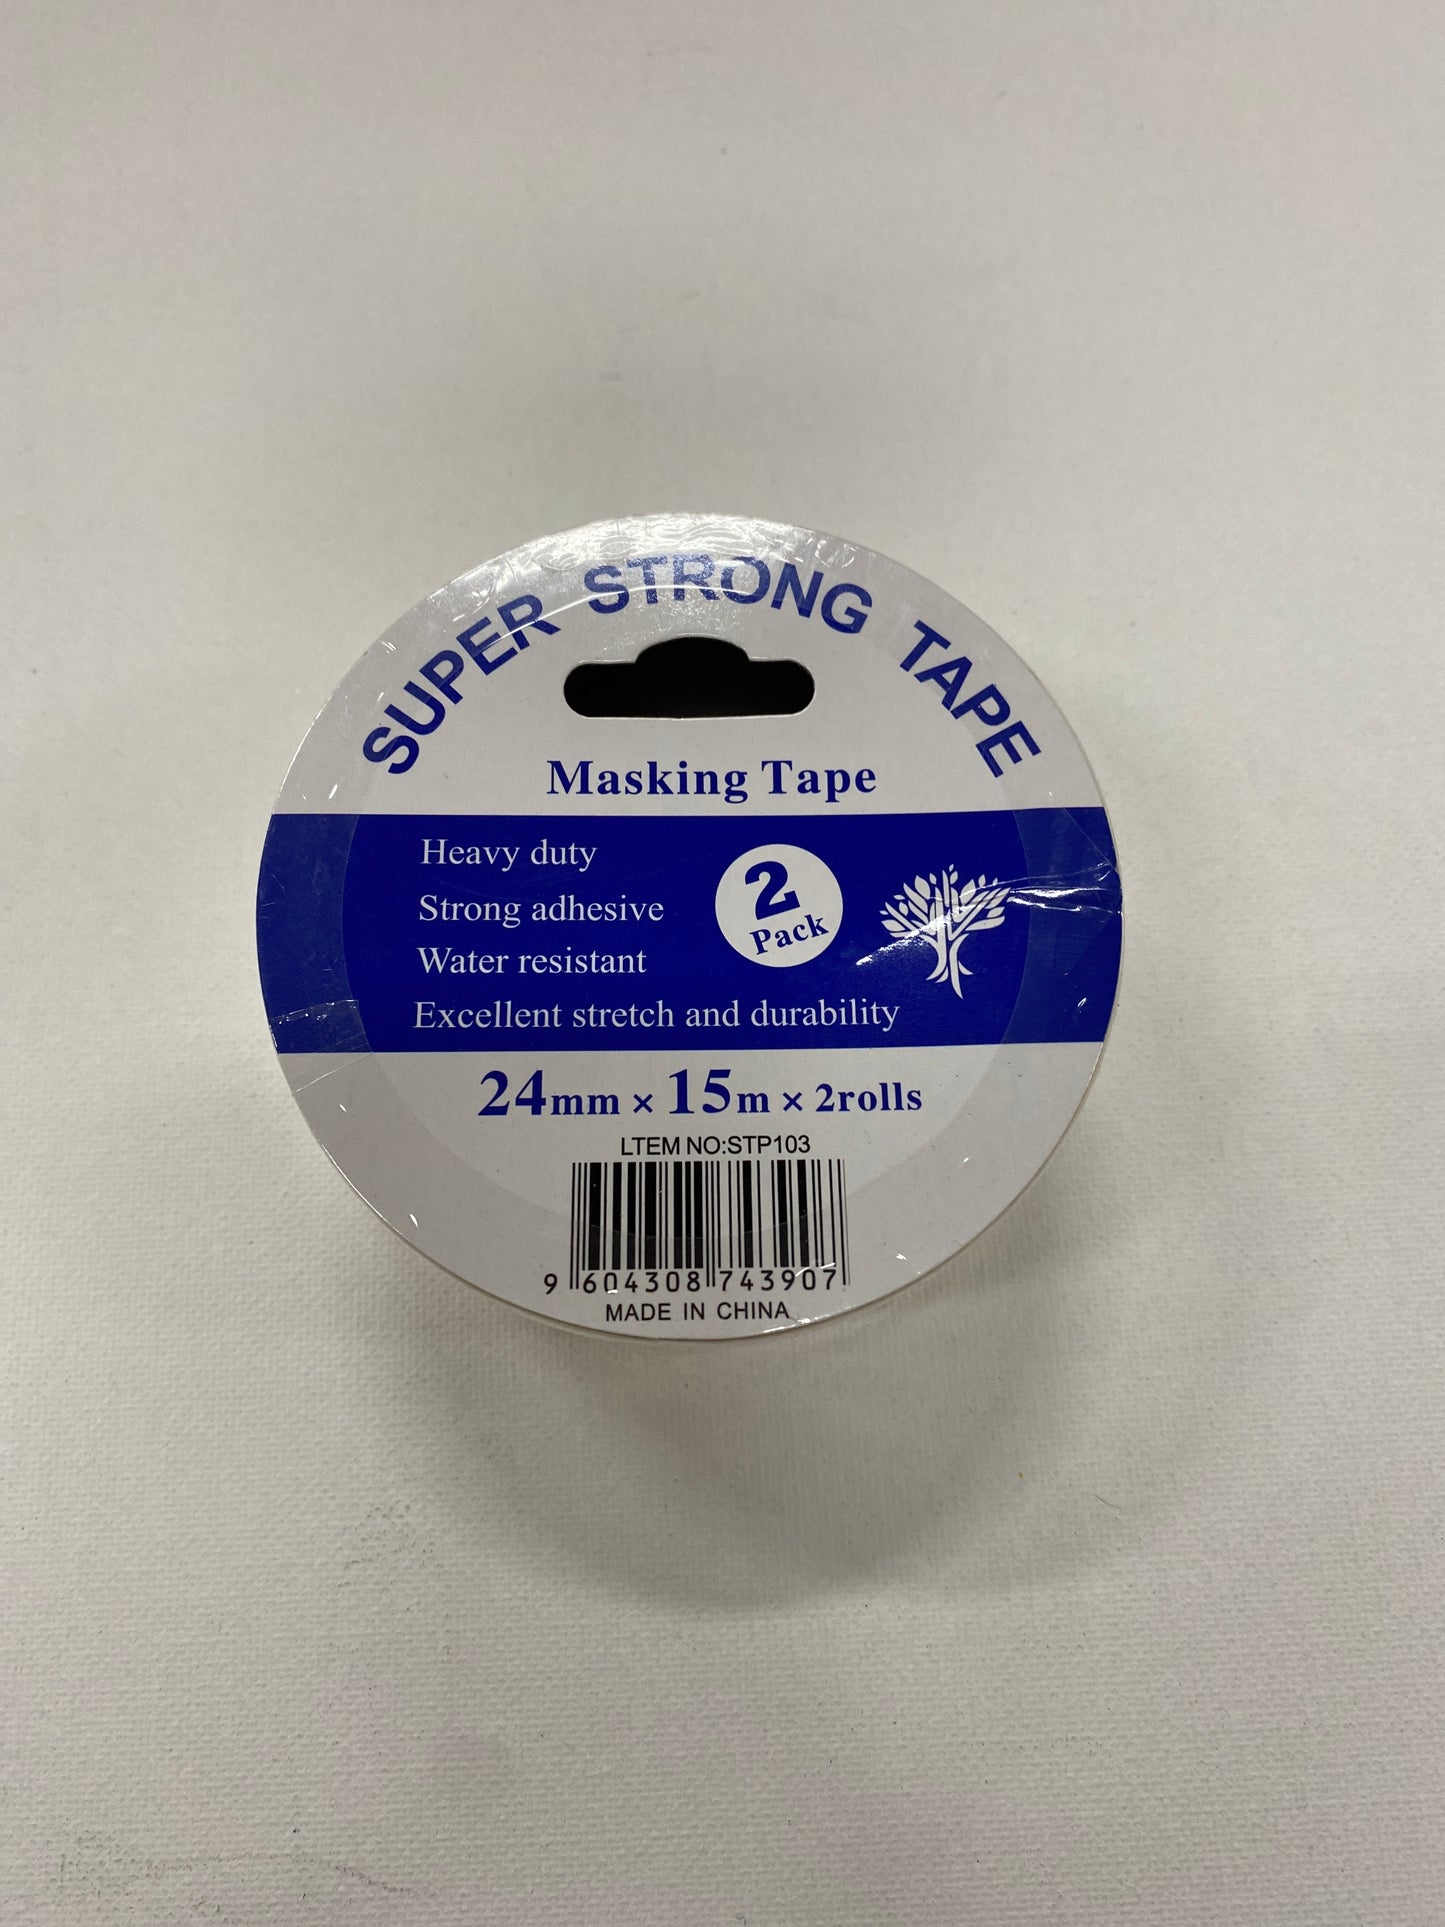 SUPER STRONG TAPE
Masking Tape
Heavy duty
Strong adhesive
Water resistant
Excellent stretch and durability
2
Pack
24mm × 15m × 2rolls
LTEM NO:STP103
9 604308 743907
MADE IN CHINA